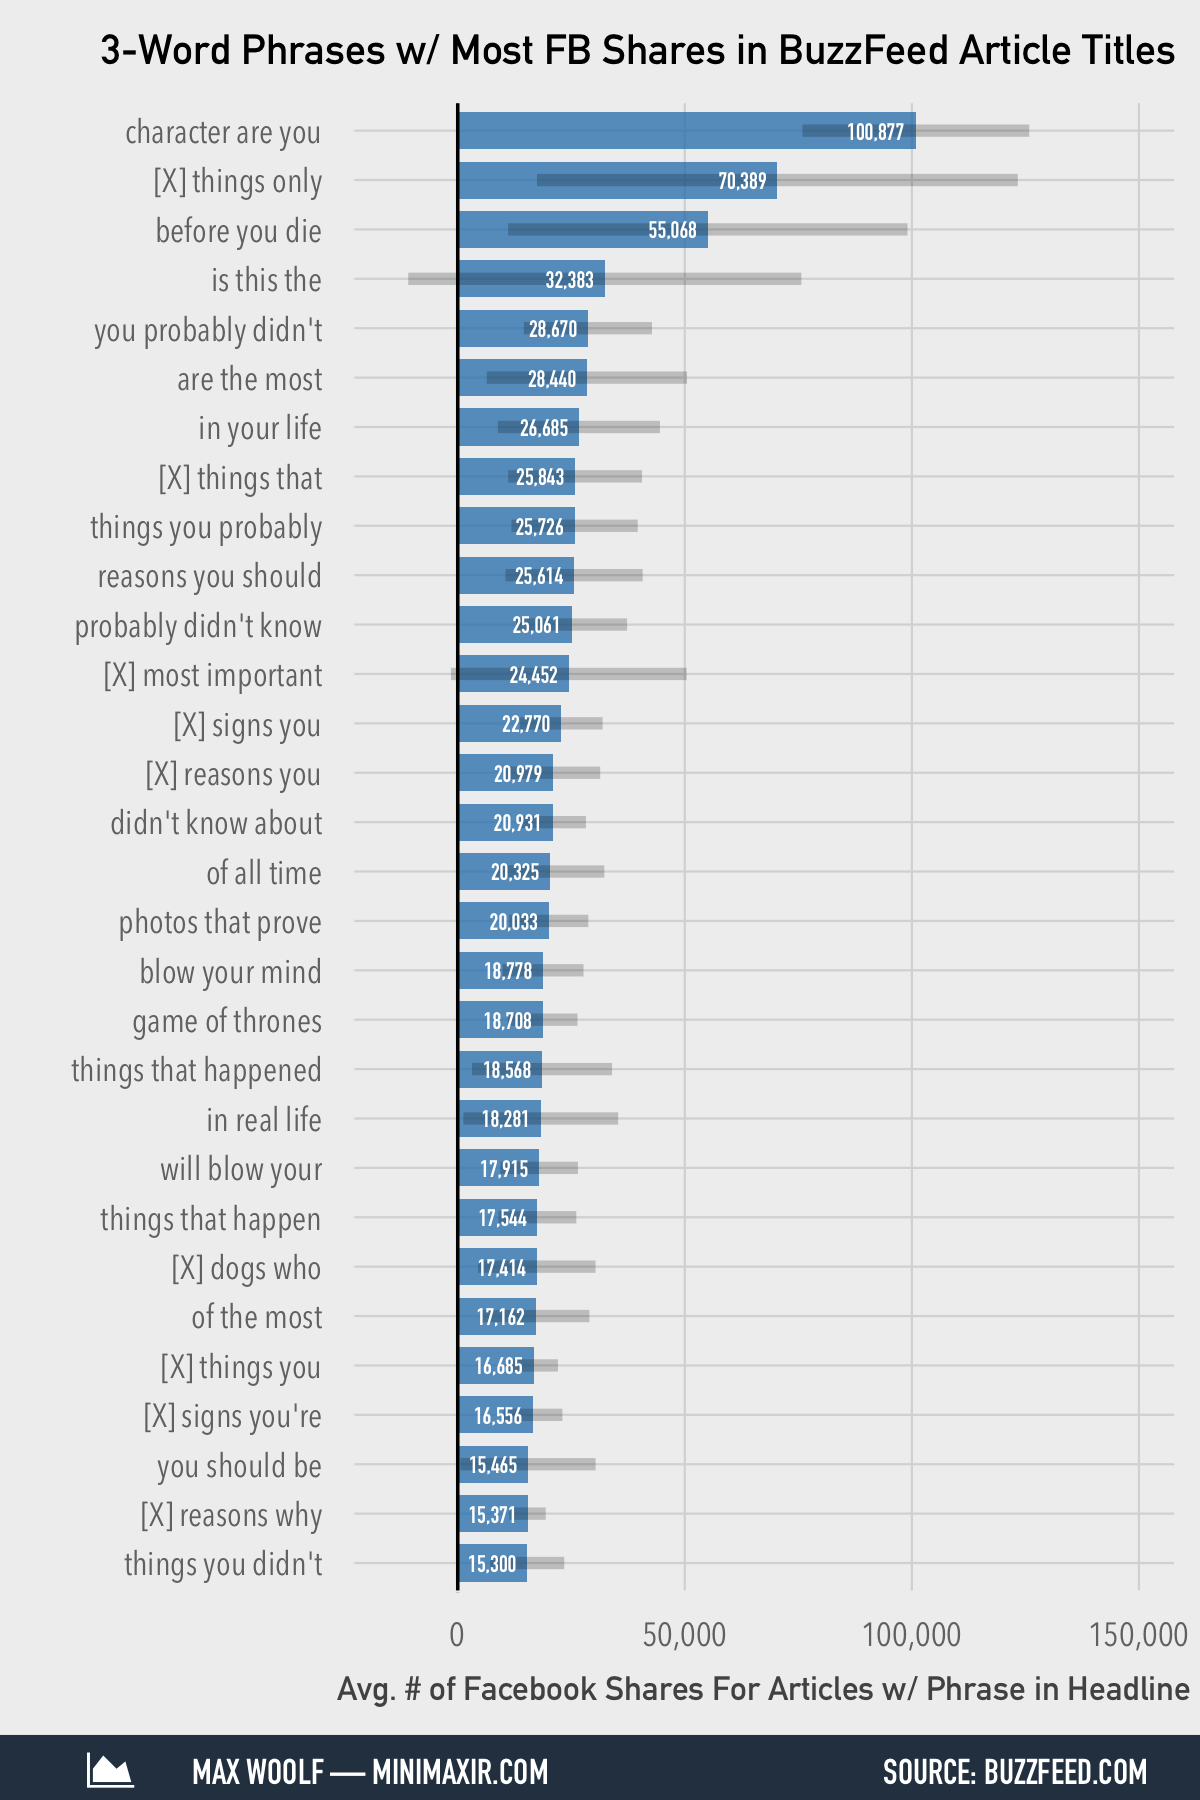 3-Word Phrases w/ Most FB Shares in BuzzFeed Article Titles
character are you 100,877
[X] things only 70,389
before you die 55,068
is this the 32,383
you probably didn't 28,670
are the most 28,440
in your life 26,685
[X] things that 25,843
things you probably 25,726
reasons you should 25,614
probably didn't know 25,061
[X] most important 24,452
[X] signs you 22,770
[X] reasons you 20,979
didn't know about 20,931
of all time 20,325
photos that prove 20,033
blow your mind 18,778
game of thrones 18,708
things that happened 18,568
in real life 18,281
will blow your 17,915
things that happen 17,544
[X] dogs who 17,414
of the most 17,162
[X] things you 16,685
[X] signs you're 16,556
you should be 15,465
[X] reasons why 15,371
things you didn't 15,300
0 50,000 100,000 150,000
Avg. # of Facebook Shares For Articles w/ Phrase in Headline
MAX WOOLF — MINIMAXIR.COM SOURCE: BUZZFEED.COM